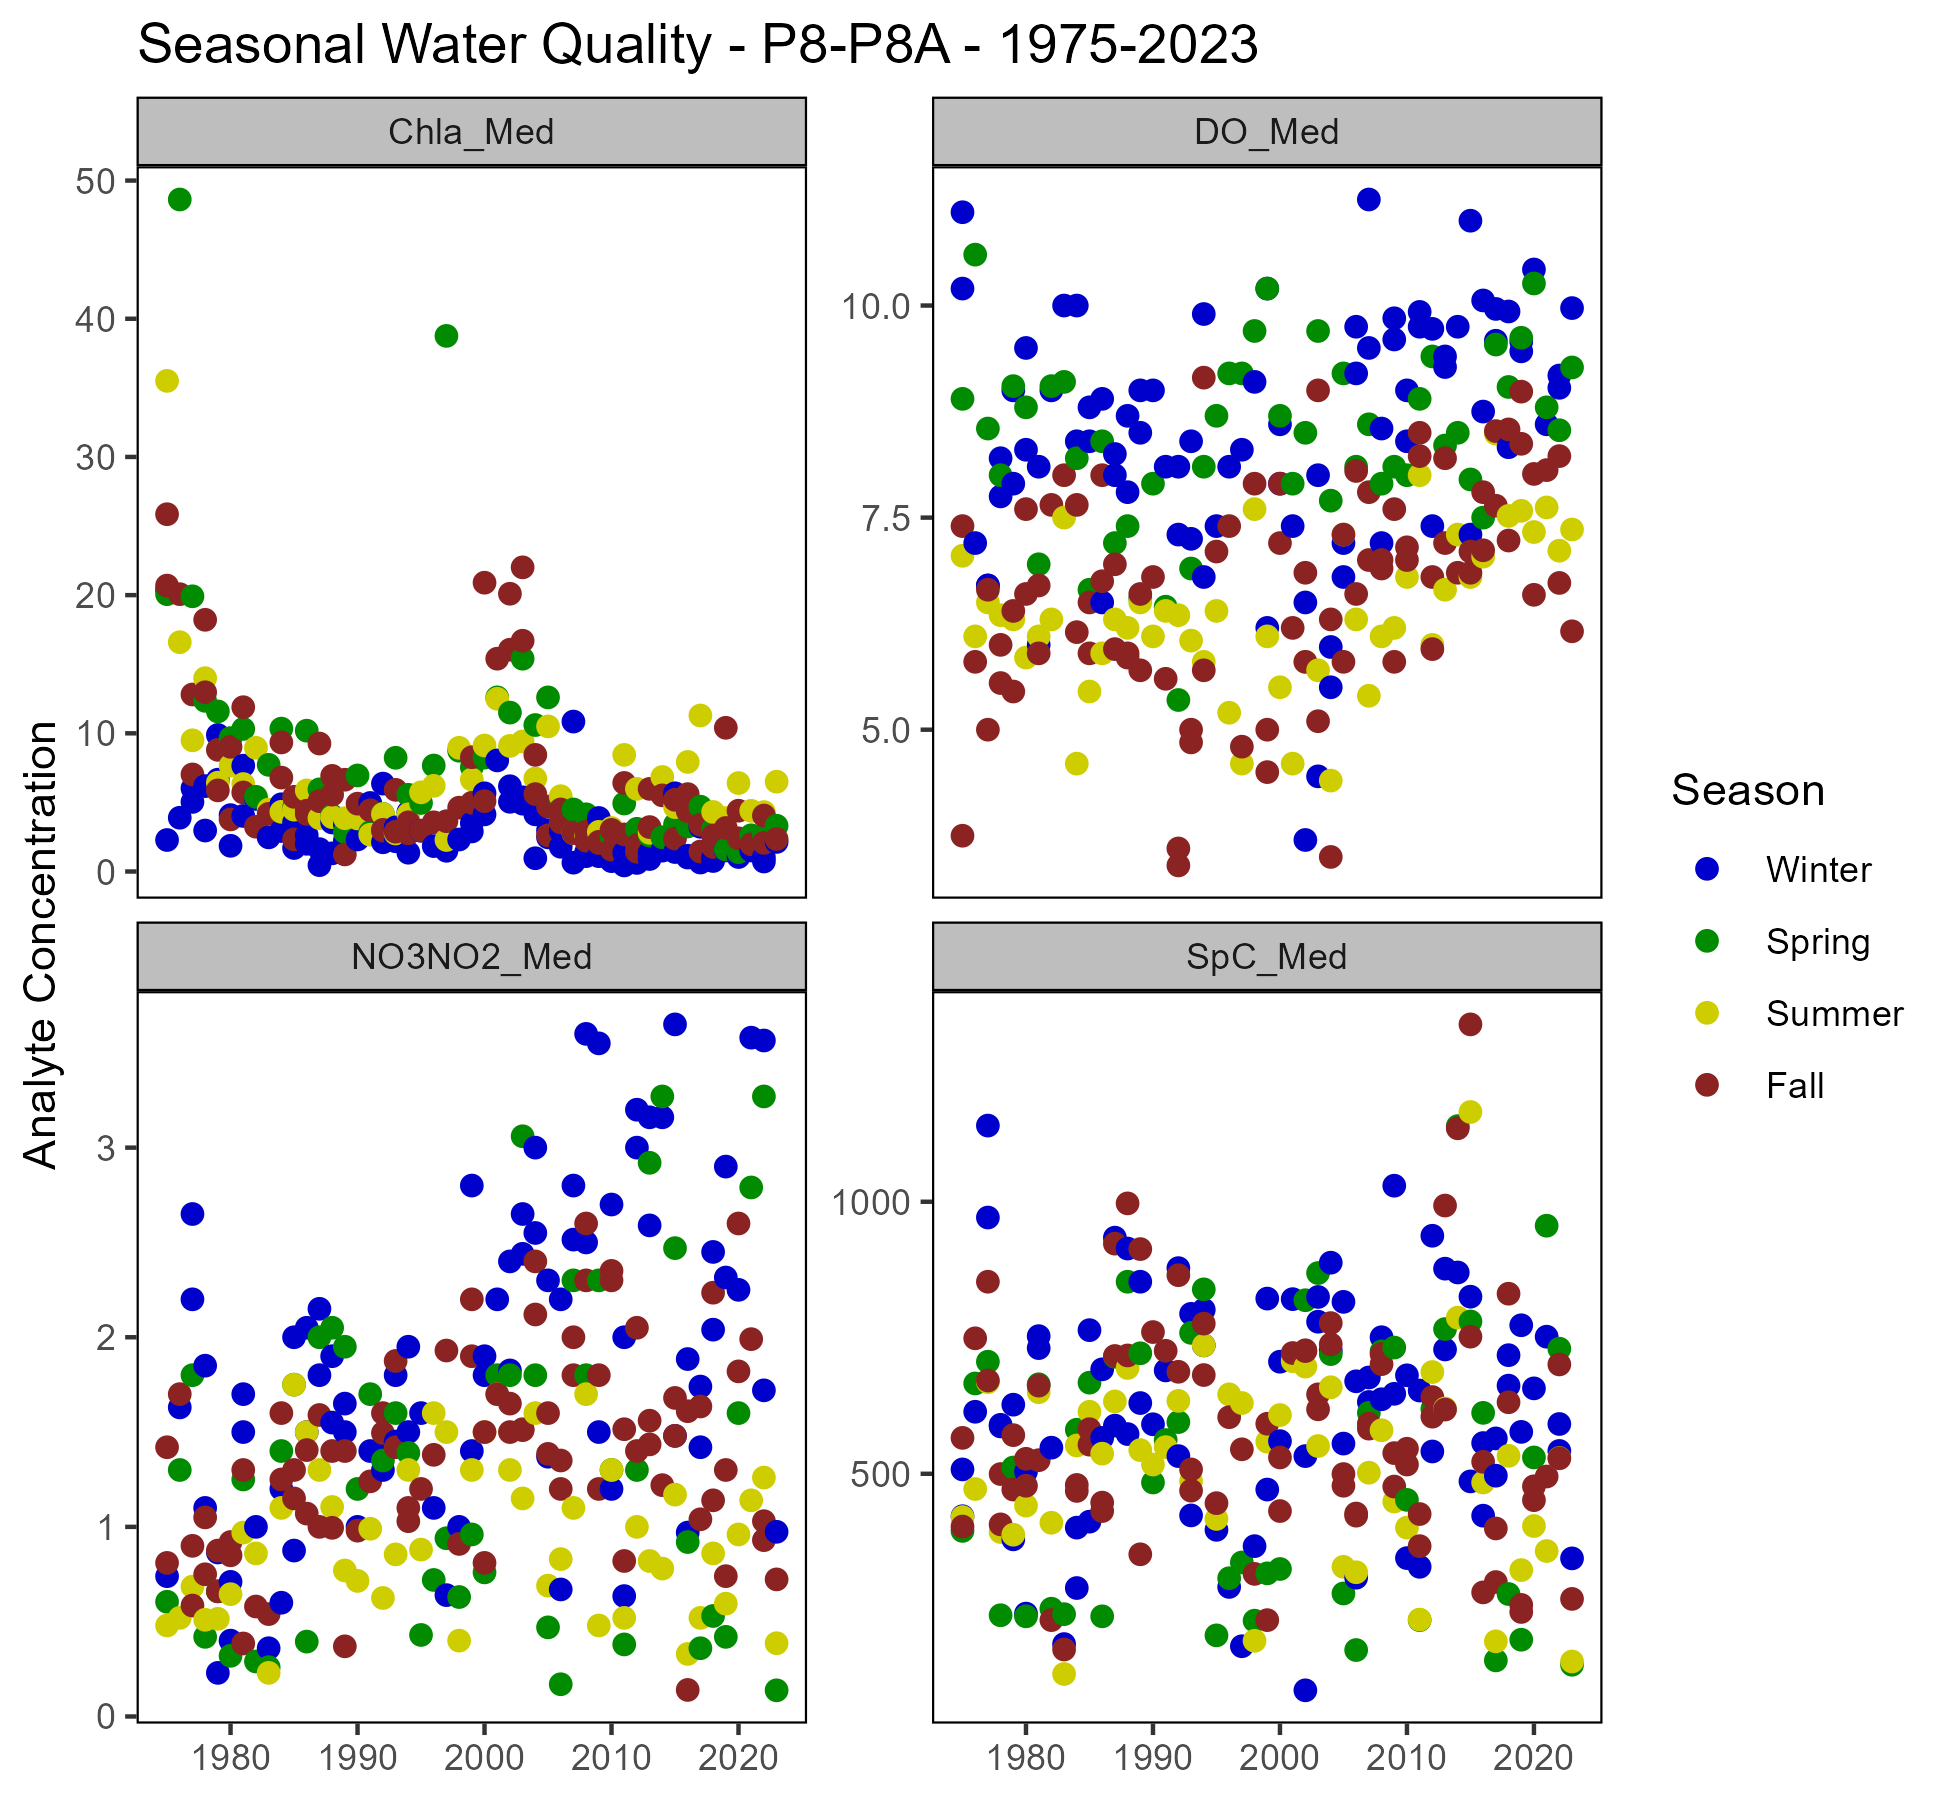 Seasonal Water Quality - P8-P8A - 1975-2023
Chla_Med
DO_Med
50
40
30
20
10
0
10.0
7.5
5.0
Analyte Concentration
NO3NO2_Med
SpC_Med
3
2
1
0
1000
500
1980 1990 2000 2010 2020
1980 1990 2000 2010 2020
Season
Winter
Spring
Summer
Fall